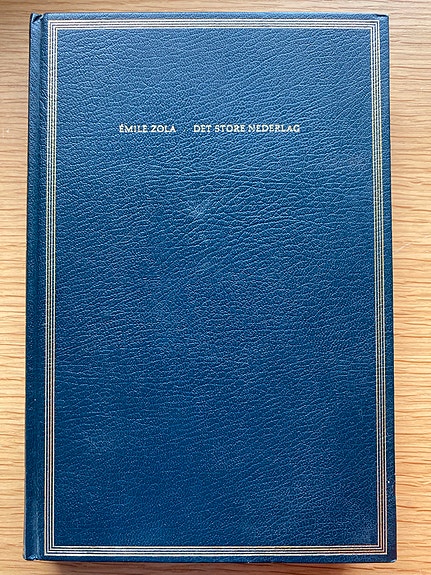 ÉMILE ZOLA DET STORE NEDERLAG